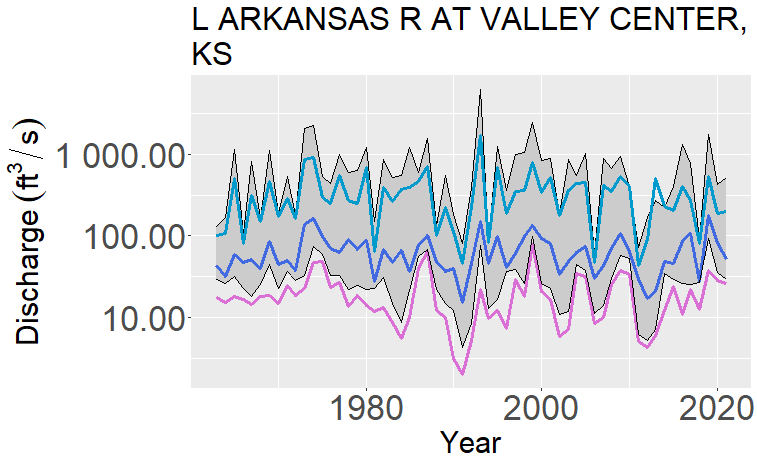 L ARKANSAS R AT VALLEY CENTER,
KS
Discharge (ft³/s)
1 000.00
100.00
10.00
1980
2000
2020
Year